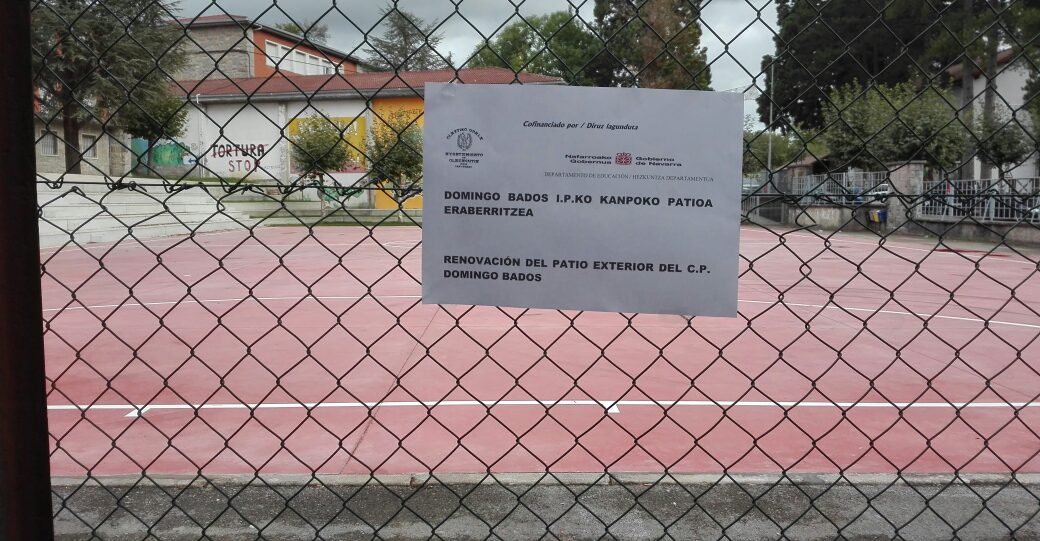 Cofinanciado por / Diruz lagunduta
Nafarroako Gobierno
Gobernua de Navarra
DEPARTAMENTO DE EDUCACIÓN / HEZKUNTZA DEPARTAMENTUA
DOMINGO BADOS I.P.KO KANPOKO PATIOA
ERABERRITZEA
RENOVACIÓN DEL PATIO EXTERIOR DEL C.P.
DOMINGO BADOS
TORTURA
STOP